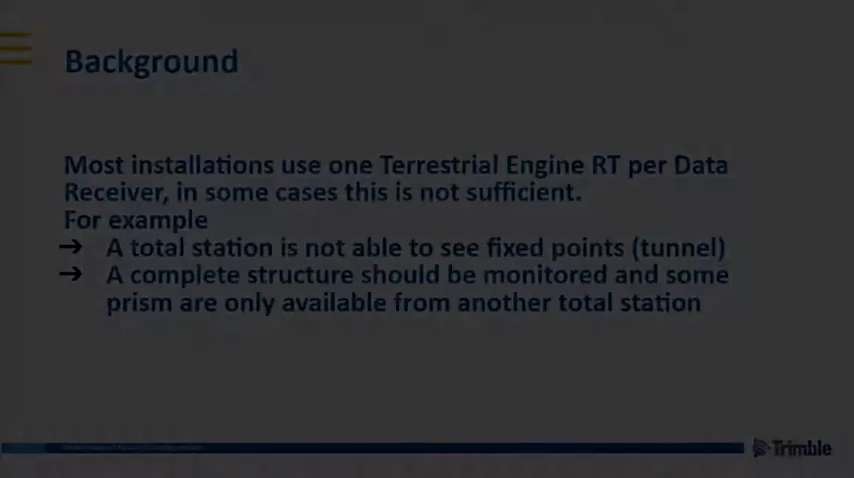 Background
Most installations use one Terrestrial Engine RT per Data
Receiver, in some cases this is not sufficient.
For example
➔ A total station is not able to see fixed points (tunnel)
➔ A complete structure should be monitored and some
prism are only available from another total station
Trimble